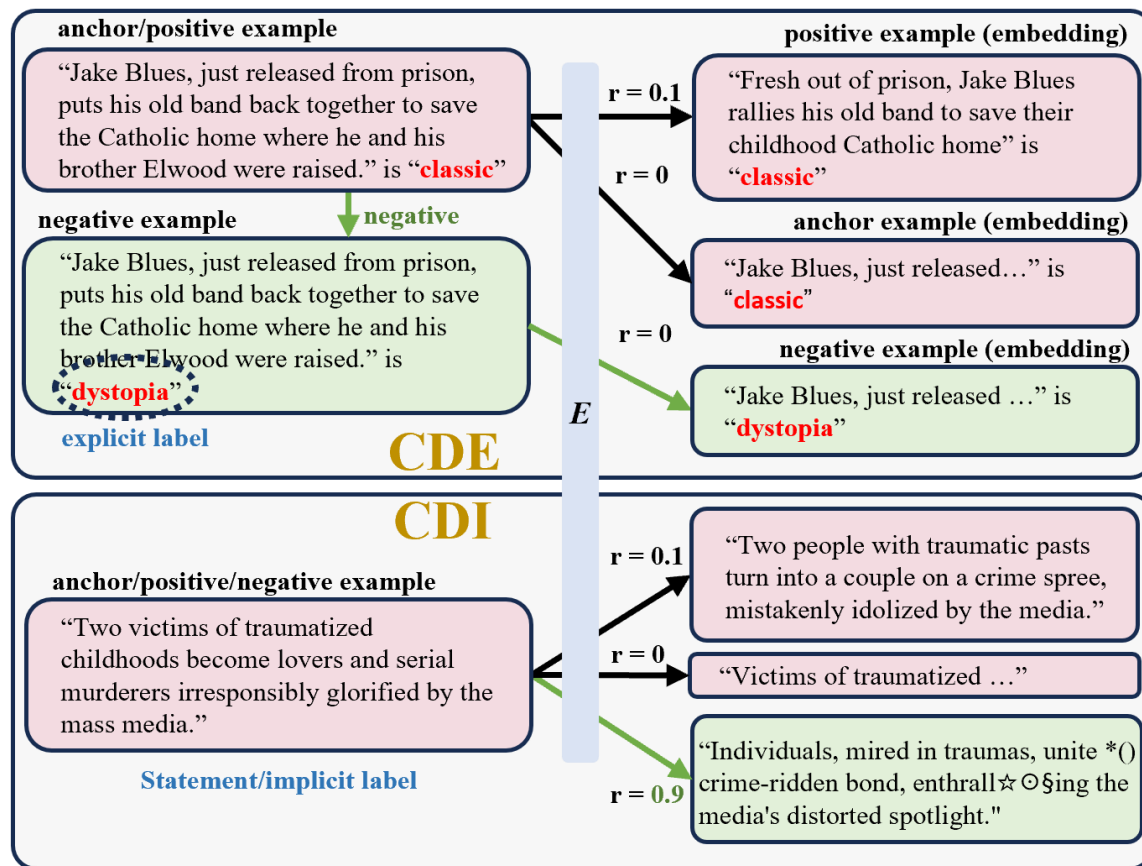 anchor/positive example
“Jake Blues, just released from prison,
puts his old band back together to save
the Catholic home where he and his
brother Elwood were raised.” is “classic”
negative
negative example
“Jake Blues, just released from prison,
puts his old band back together to save
the Catholic home where he and his
brother Elwood were raised.” is
“dystopia”
explicit label
CDE
E
r = 0.1
r = 0
r = 0
positive example (embedding)
“Fresh out of prison, Jake Blues
rallies his old band to save their
childhood Catholic home” is
“classic”
anchor example (embedding)
“Jake Blues, just released…” is
“classic”
negative example (embedding)
“Jake Blues, just released …” is
“dystopia”
CDI
anchor/positive/negative example
“Two victims of traumatized
childhoods become lovers and serial
murderers irresponsibly glorified by the
mass media.”
Statement/implicit label
r = 0.1
r = 0
r = 0.9
“Two people with traumatic pasts
turn into a couple on a crime spree,
mistakenly idolized by the media.”
“Victims of traumatized …”
“Individuals, mired in traumas, unite *()
crime-ridden bond, enthrall☆⊙§ing the
media's distorted spotlight."